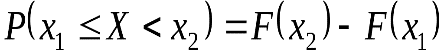 P(x₁ ≤ X < x₂) = F(x₂) - F(x₁)